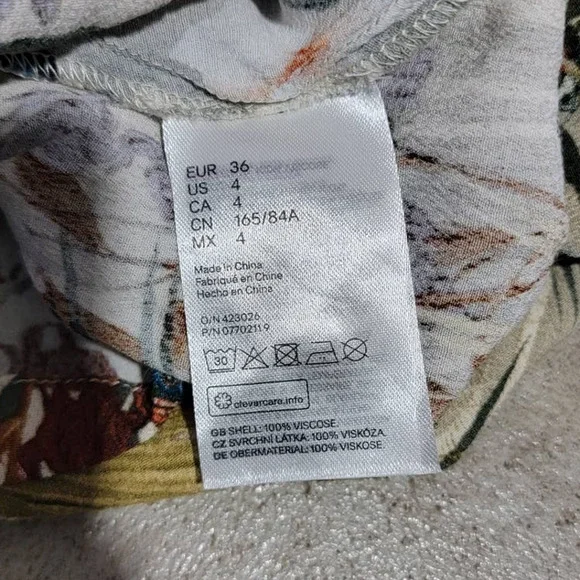 EUR 36
US 4
CA 4
CN 165/84A
MX 4
Made in China
Fabriqué en Chine
Hecho en China
O/N 423026
P/N 0770211.9
30
clevercare.info
GB SHELL: 100% VISCOSE.
CZ SVRCHNÍ LÁTKA: 100% VISKÓZA.
DE OBERMATERIAL: 100% VISKOSE.